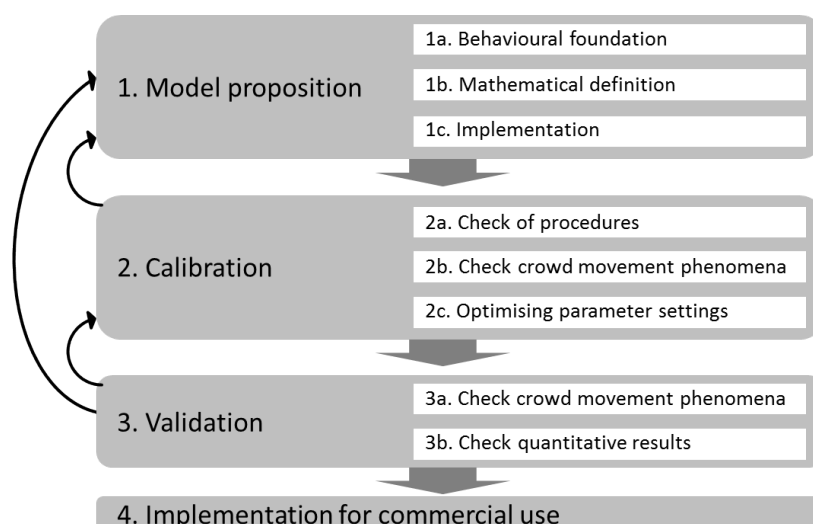 1. Model proposition
1a. Behavioural foundation
1b. Mathematical definition
1c. Implementation
2. Calibration
2a. Check of procedures
2b. Check crowd movement phenomena
2c. Optimising parameter settings
3. Validation
3a. Check crowd movement phenomena
3b. Check quantitative results
4. Implementation for commercial use